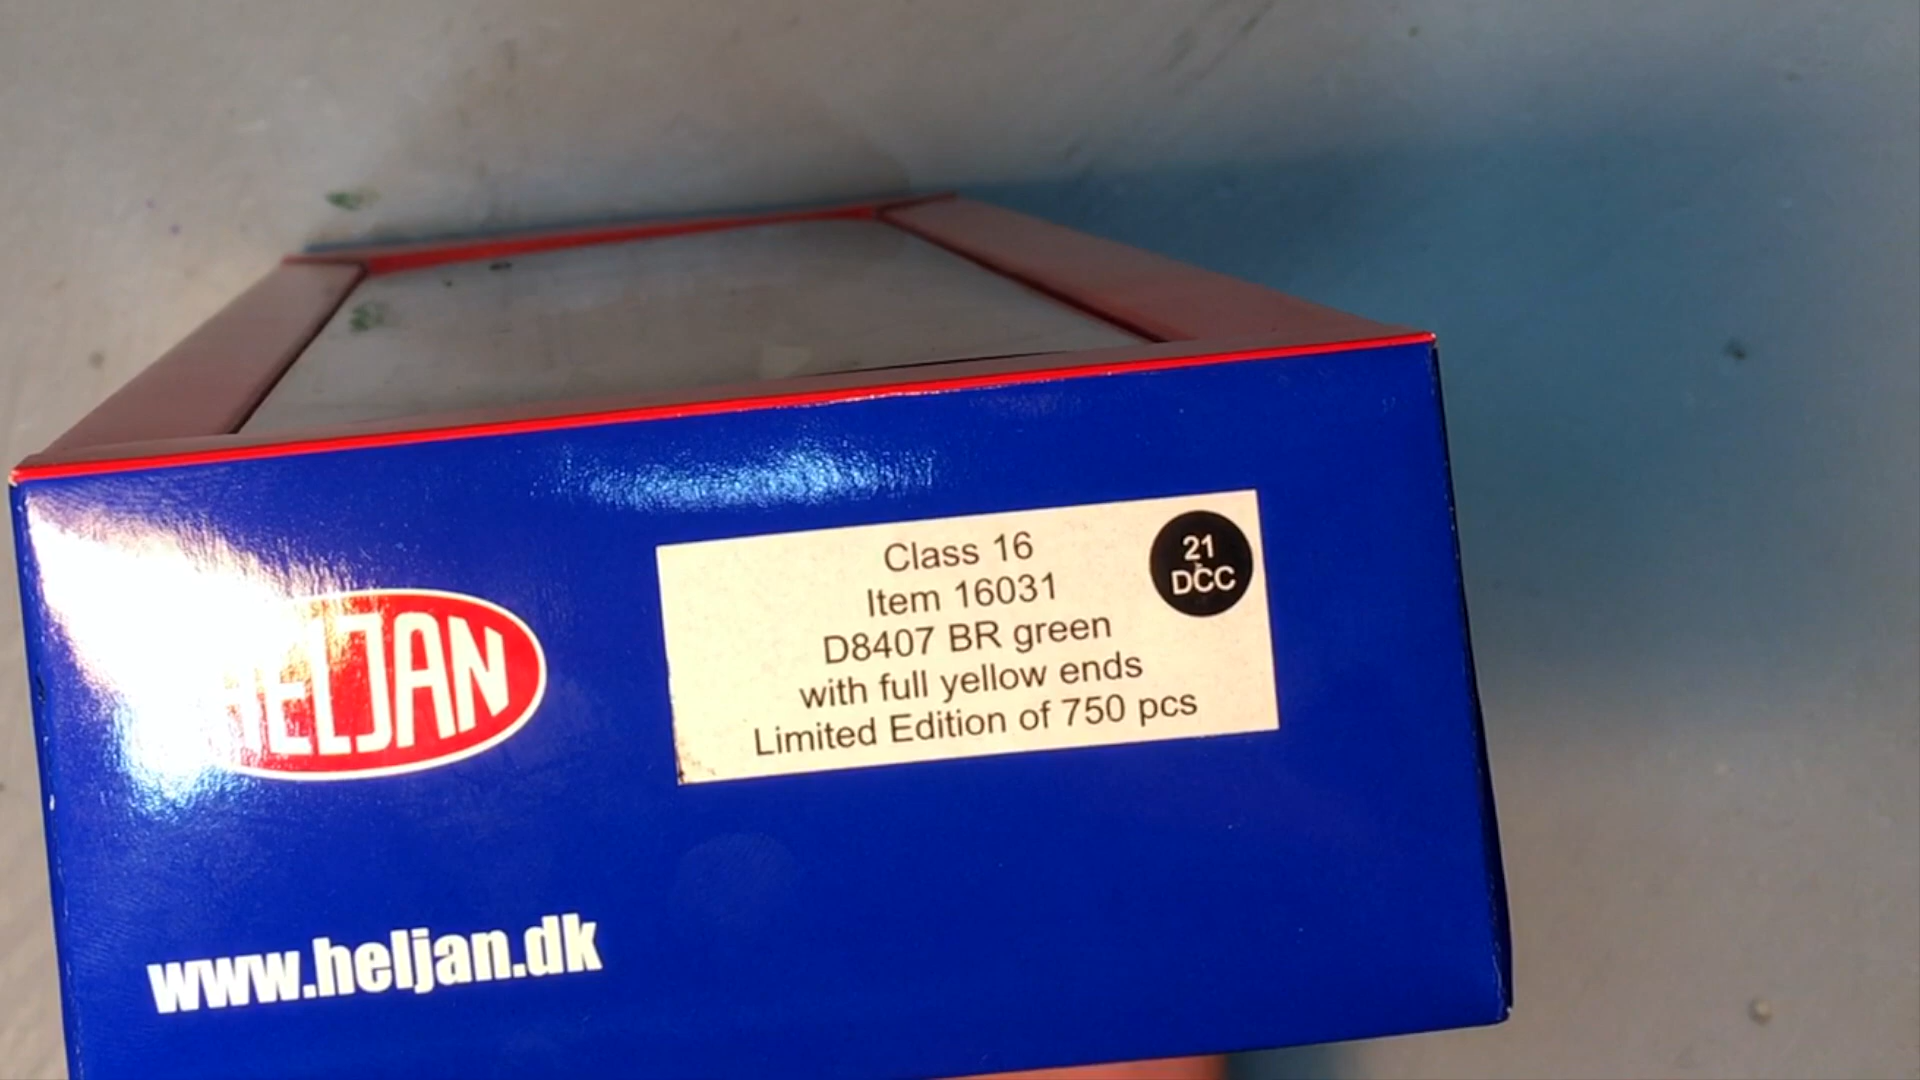 Class 16
Item 16031
D8407 BR green
with full yellow ends
Limited Edition of 750 pcs
21
DCC
HELJAN
www.heljan.dk